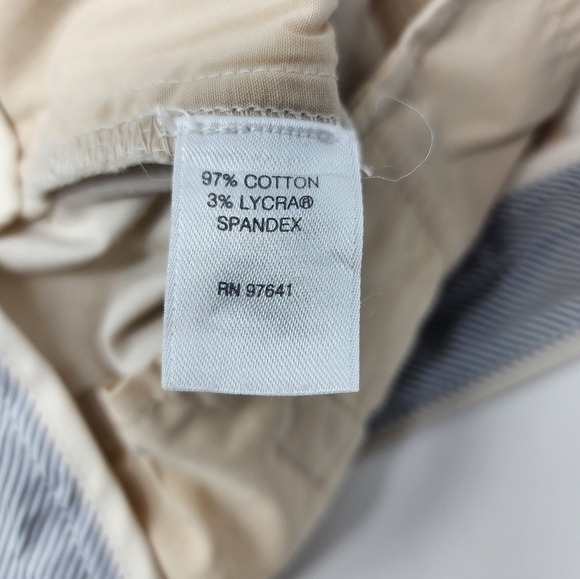 97% COTTON
3% LYCRA®
SPANDEX
RN 97641